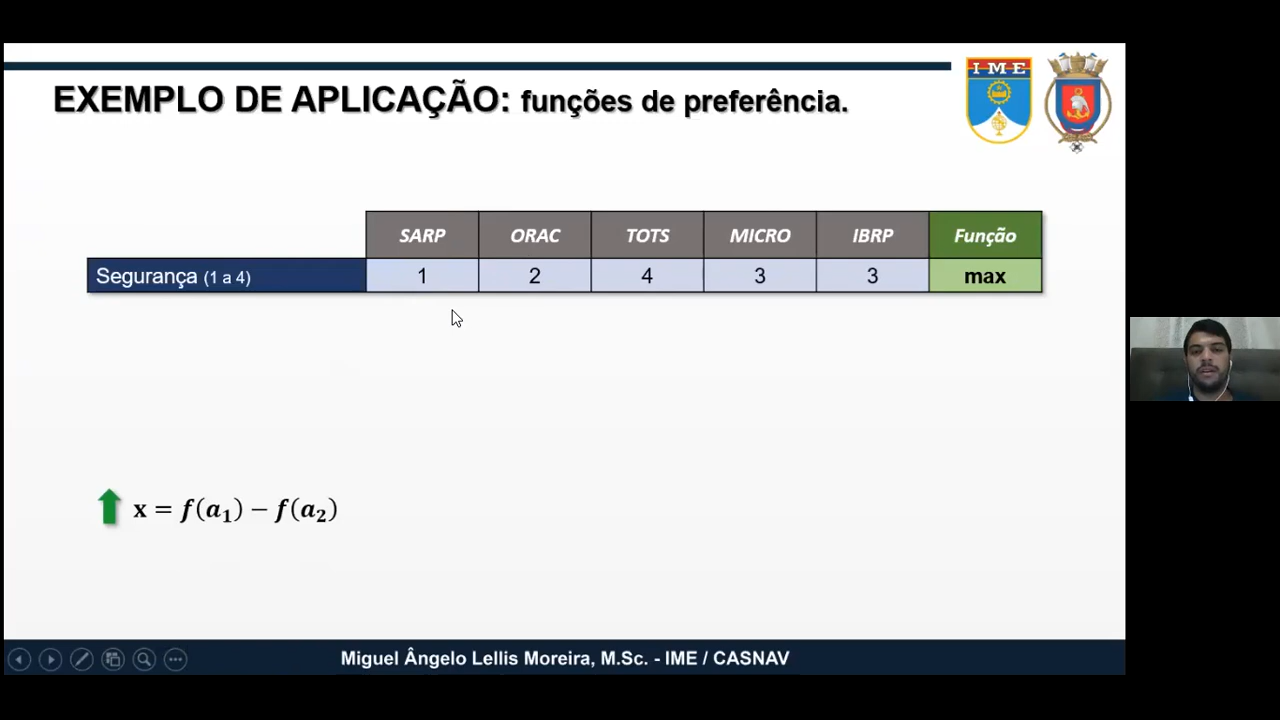 EXEMPLO DE APLICAÇÃO: funções de preferência.
I M E
SARP ORAC TOTS MICRO IBRP Função
Segurança (1 a 4) 1 2 4 3 3 max
x = f(a₁) − f(a₂)
Miguel Ângelo Lellis Moreira, M.Sc. - IME / CASNAV